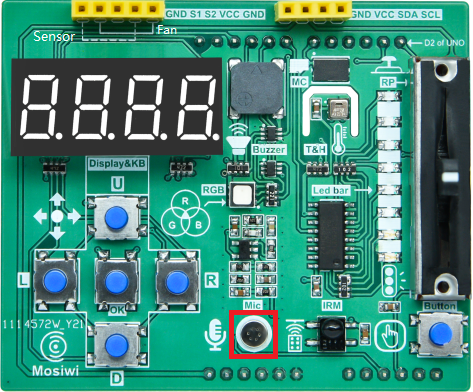 GND S1 S2 VCC GND
GND VCC SDA SCL
Sensor
Fan
D2 of UNO
MC
RP
Buzzer
T&H
Display&KB
U
RGB
R
G
B
Led bar
L
OK
R
Mic
IRM
Button
1114572W_Y21
Mosiwi
D